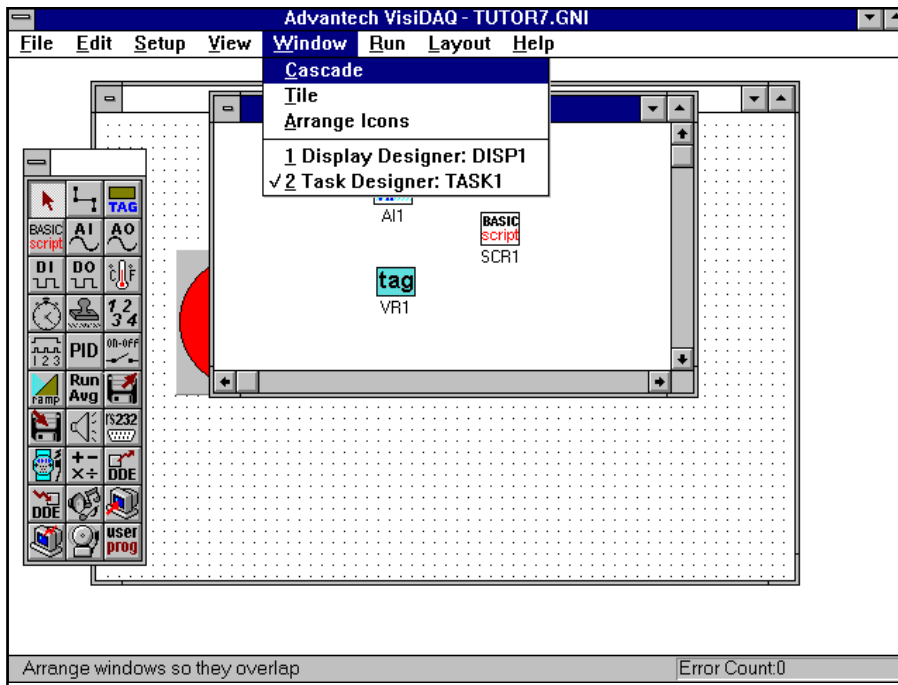 Advantech VisiDAQ - TUTOR7.GNI
File Edit Setup View Window Run Layout Help
Cascade
Tile
Arrange Icons
1 Display Designer: DISP1
✓2 Task Designer: TASK1
AI1
BASIC
script
SCR1
tag
VR1
TAG
BASIC
script
AI
AO
DI
DO
°C °F
1 2
3 4
1 2 3
PID
on-off
ramp
Run
Avg
rs232
+ -
× ÷
DDE
DDE
user
prog
Arrange windows so they overlap
Error Count:0